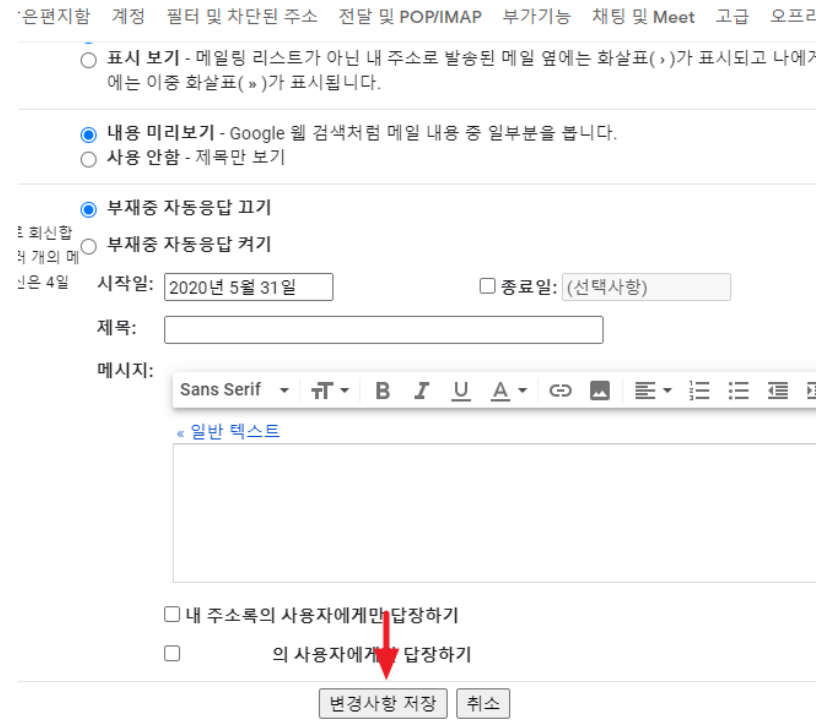 은편지함 계정 필터 및 차단된 주소 전달 및 POP/IMAP 부가기능 채팅 및 Meet 고급 오프라
표시 보기 - 메일링 리스트가 아닌 내 주소로 발송된 메일 옆에는 화살표( › )가 표시되고 나에게
에는 이중 화살표( » )가 표시됩니다.
내용 미리보기 - Google 웹 검색처럼 메일 내용 중 일부분을 봅니다.
사용 안함 - 제목만 보기
부재중 자동응답 끄기
로 회신합
부재중 자동응답 켜기
러 개의 메
신은 4일
시작일: 2020년 5월 31일 종료일: (선택사항)
제목:
메시지:
Sans Serif
« 일반 텍스트
내 주소록의 사용자에게만 답장하기
의 사용자에게만 답장하기
변경사항 저장 취소